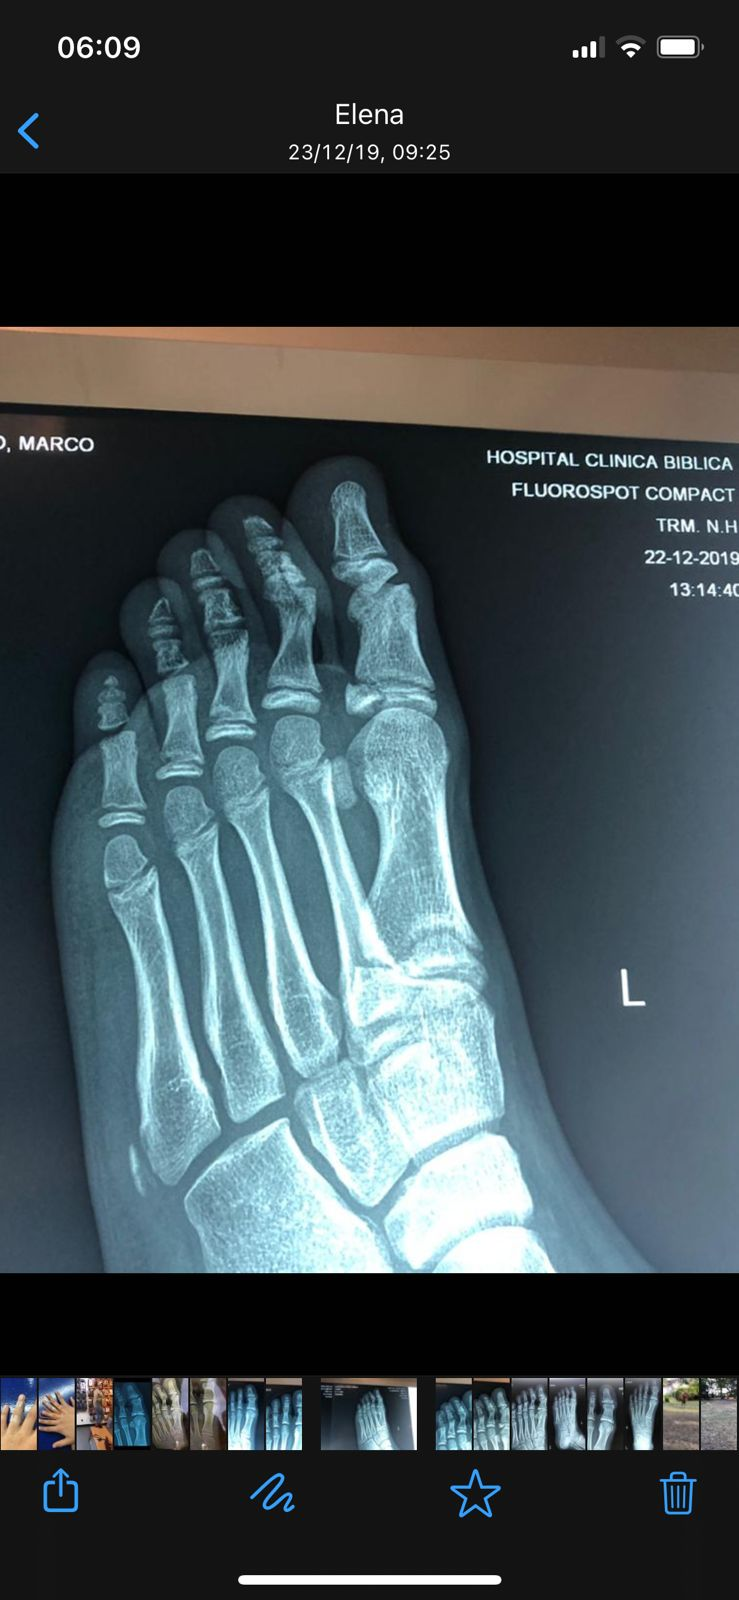 06:09
Elena
23/12/19, 09:25
, MARCO
HOSPITAL CLINICA BIBLICA
FLUOROSPOT COMPACT
TRM. N.H
22-12-2019
13:14:40
L